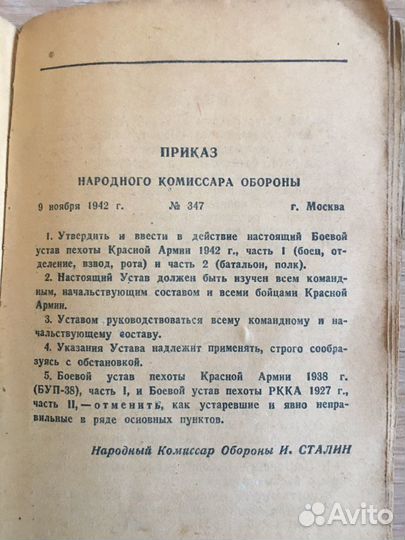 ПРИКАЗ
НАРОДНОГО КОМИССАРА ОБОРОНЫ
9 ноября 1942 г. № 347 г. Москва
1. Утвердить и ввести в действие настоящий Боевой
устав пехоты Красной Армии 1942 г., часть 1 (боец, от-
деление, взвод, рота) и часть 2 (батальон, полк).
2. Настоящий Устав должен быть изучен всем команд-
ным, начальствующим составом и всеми бойцами Красной
Армии.
3. Уставом руководствоваться всему командному и на-
чальствующему составу.
4. Указания Устава надлежит применять, строго сообра-
зуясь с обстановкой.
5. Боевой устав пехоты Красной Армии 1938 г.
(БУП-38), часть I, и Боевой устав пехоты РККА 1927 г.,
часть II, — отменить, как устаревшие и явно непра-
вильные в ряде основных пунктов.
Народный Комиссар Обороны И. СТАЛИН
Avito